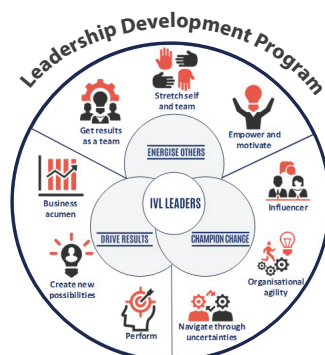 Leadership Development Program
Stretch self
and team
Get results
as a team
Empower and
motivate
ENERGISE OTHERS
Business
acumen
IVL LEADERS
Influencer
DRIVE RESULTS
CHAMPION CHANGE
Create new
possibilities
Organisational
agility
Perform
Navigate through
uncertainties